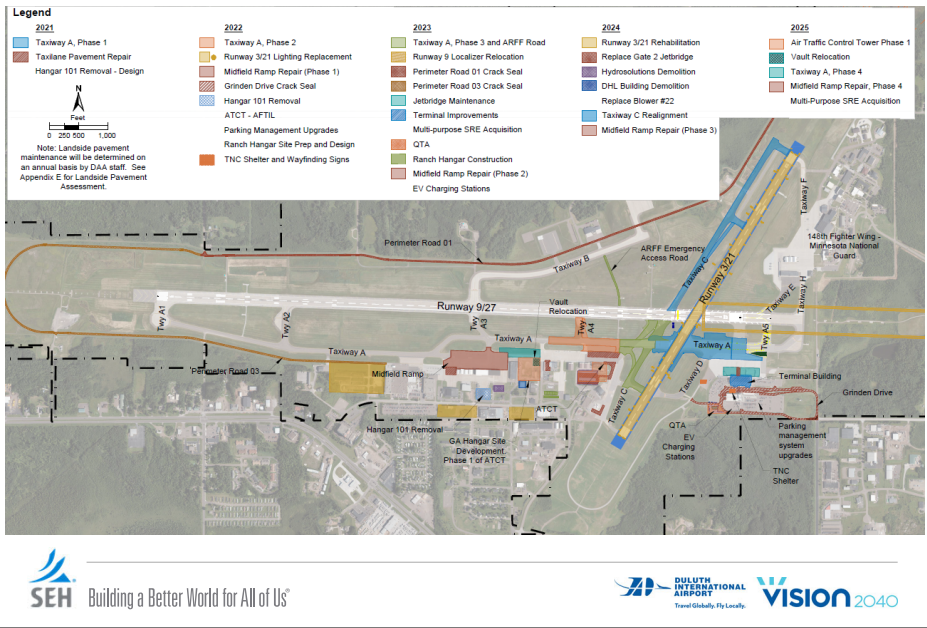 Legend
2021
Taxiway A, Phase 1
Taxilane Pavement Repair
Hangar 101 Removal - Design
N
Feet
0 250 500 1,000
Note: Landside pavement
maintenance will be determined on
an annual basis by DAA staff. See
Appendix E for Landside Pavement
Assessment.
2022
Taxiway A, Phase 2
Runway 3/21 Lighting Replacement
Midfield Ramp Repair (Phase 1)
Grinden Drive Crack Seal
Hangar 101 Removal
ATCT - AFTIL
Parking Management Upgrades
Ranch Hangar Site Prep and Design
TNC Shelter and Wayfinding Signs
2023
Taxiway A, Phase 3 and ARFF Road
Runway 9 Localizer Relocation
Perimeter Road 01 Crack Seal
Perimeter Road 03 Crack Seal
Jetbridge Maintenance
Terminal Improvements
Multi-purpose SRE Acquisition
QTA
Ranch Hangar Construction
Midfield Ramp Repair (Phase 2)
EV Charging Stations
2024
Runway 3/21 Rehabilitation
Replace Gate 2 Jetbridge
Hydrosolutions Demolition
DHL Building Demolition
Replace Blower #22
Taxiway C Realignment
Midfield Ramp Repair (Phase 3)
2025
Air Traffic Control Tower Phase 1
Vault Relocation
Taxiway A, Phase 4
Midfield Ramp Repair, Phase 4
Multi-Purpose SRE Acquisition
Perimeter Road 01
Taxiway B
ARFF Emergency
Access Road
Taxiway C
Runway 3/21
Taxiway F
148th Fighter Wing -
Minnesota National
Guard
Taxiway H
Taxiway E
Runway 9/27
Vault
Relocation
Twy A1
Twy A2
Twy
A3
Twy
A4
Twy A5
Taxiway A
Taxiway A
Taxiway A
Perimeter Road 03
Midfield Ramp
Taxiway D
Taxiway C
Terminal Building
Grinden Drive
Hangar 101 Removal
ATCT
GA Hangar Site
Development
Phase 1 of ATCT
QTA
EV
Charging
Stations
Parking
management
system
upgrades
TNC
Shelter
SEH
Building a Better World for All of Us®
DULUTH
INTERNATIONAL
AIRPORT
Travel Globally. Fly Locally.
VISION 2040